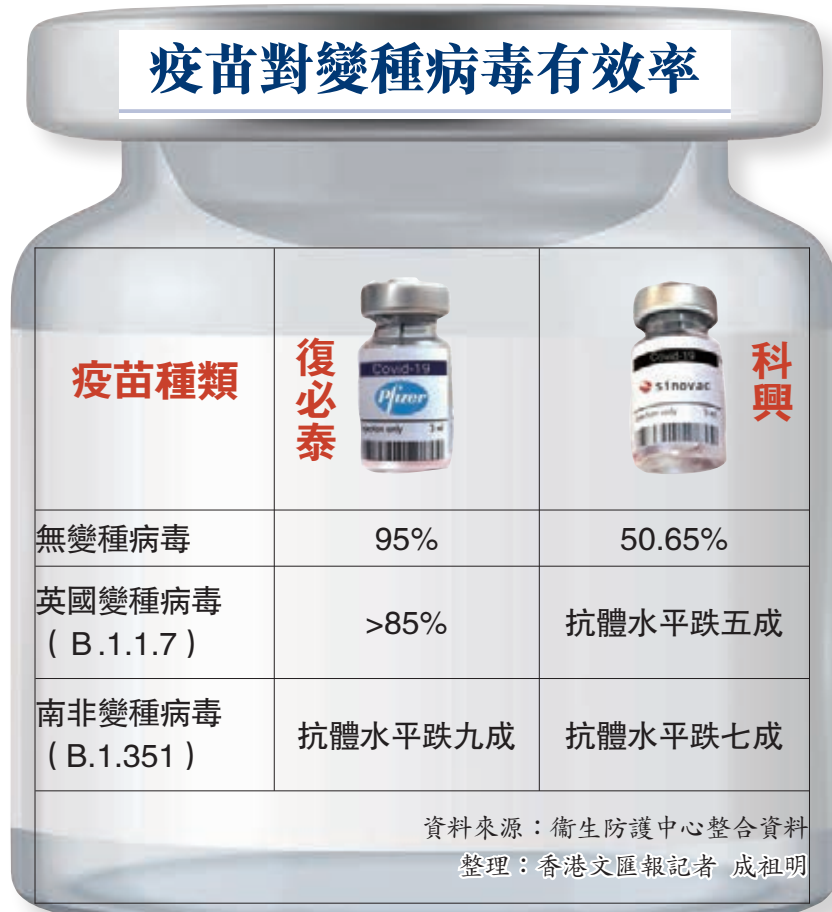 疫苗對變種病毒有效率
疫苗種類
復必泰
Covid-19
Pfizer
injection only
科興
Covid-19
sinovac
only
無變種病毒
95%
50.65%
英國變種病毒
（B.1.1.7）
>85%
抗體水平跌五成
南非變種病毒
（B.1.351）
抗體水平跌九成
抗體水平跌七成
資料來源：衞生防護中心整合資料
整理：香港文匯報記者 成祖明